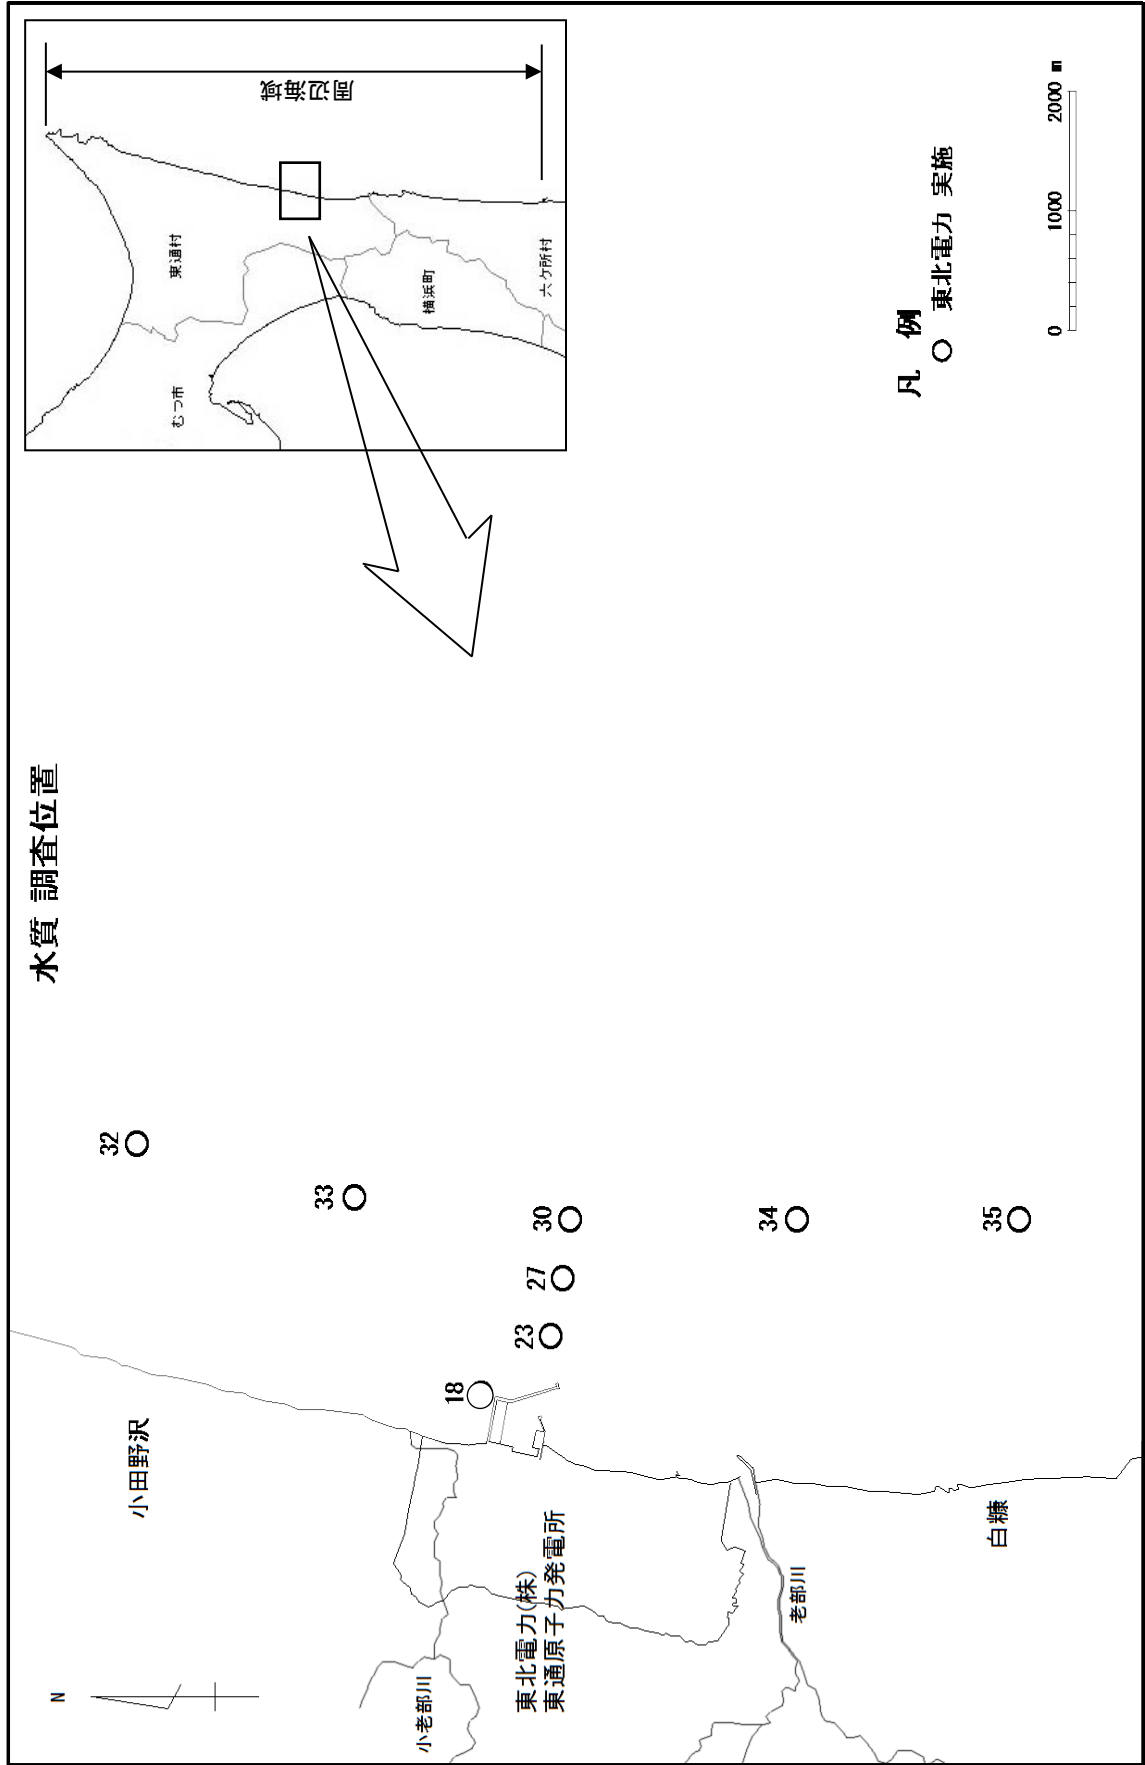 水質 調査位置
N
小田野沢
小老部川
東北電力(株)
東通原子力発電所
老部川
白糠
32
33
30
27
23
18
34
35
むつ市
東通村
横浜町
六ケ所村
周辺海域
凡 例
○ 東北電力 実施
0 1000 2000 m